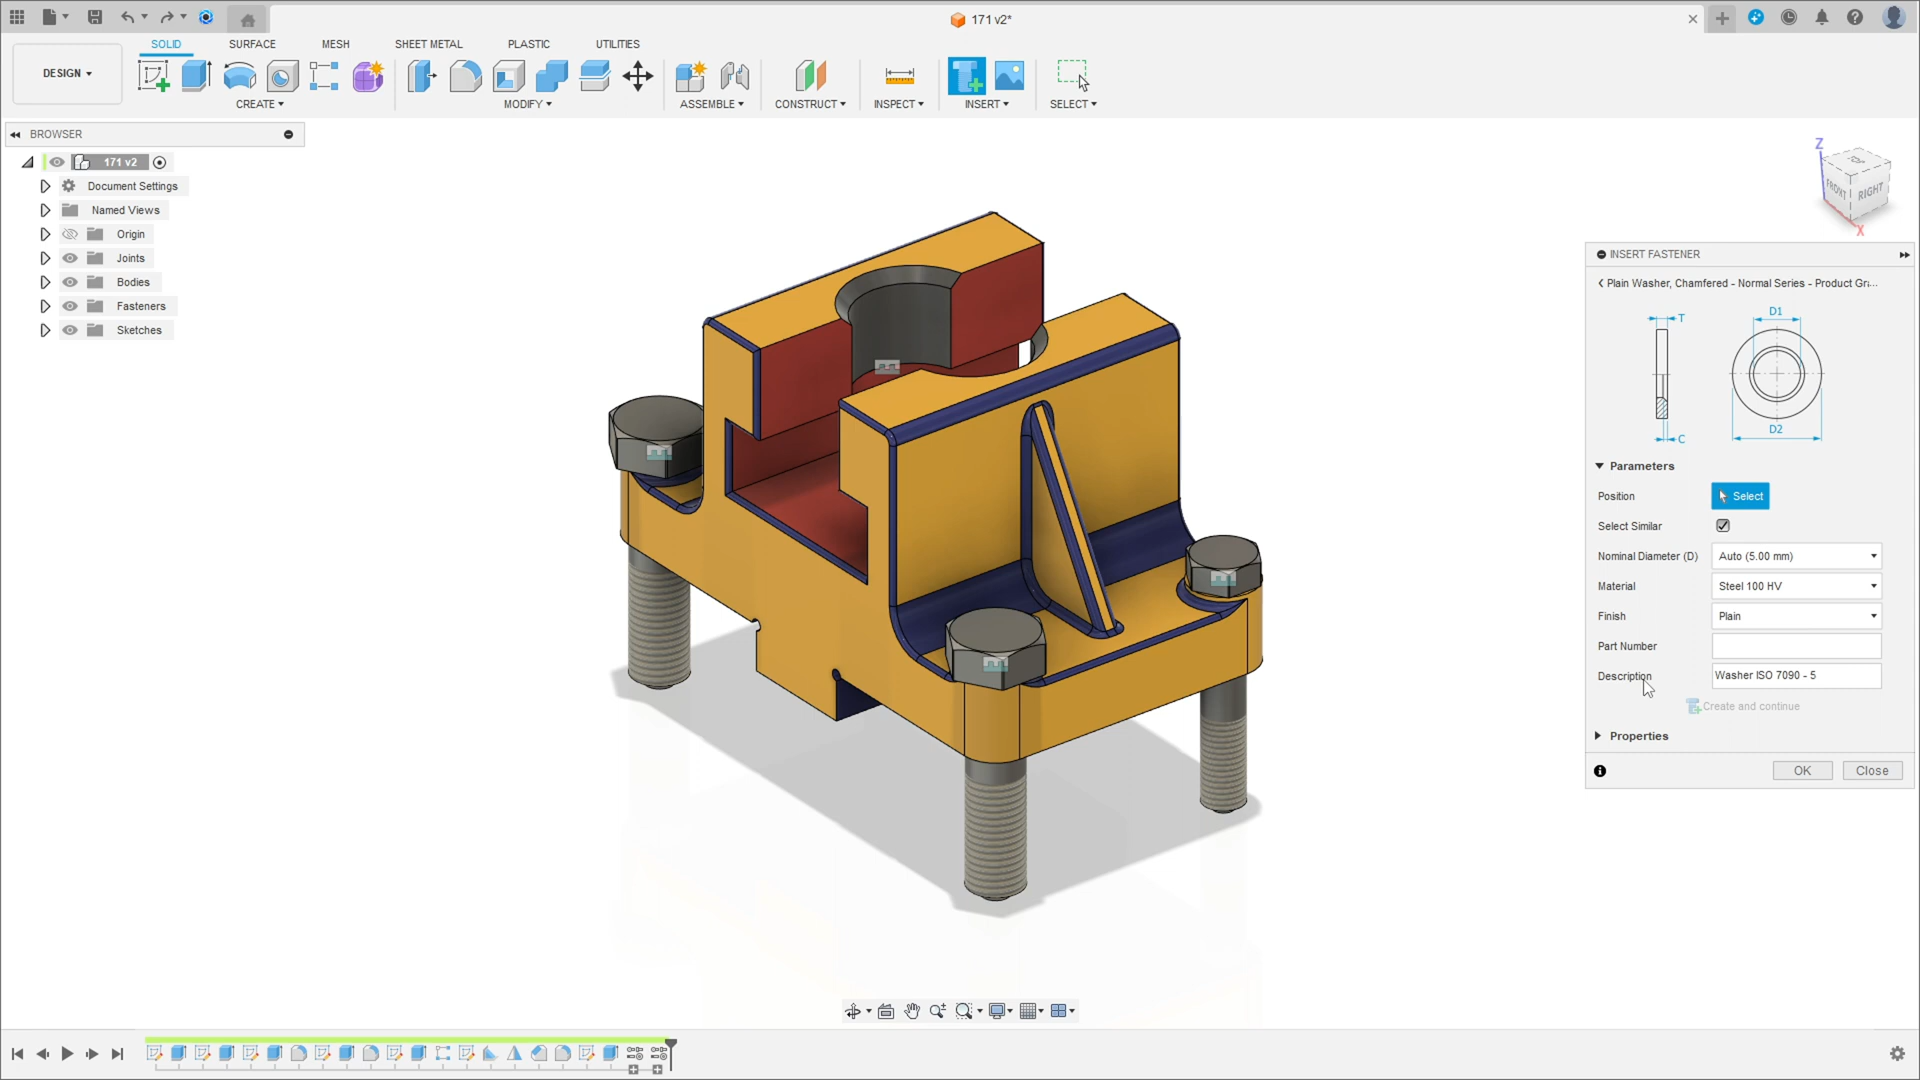 171 v2*
DESIGN
SOLID
SURFACE
MESH
SHEET METAL
PLASTIC
UTILITIES
CREATE
MODIFY
ASSEMBLE
CONSTRUCT
INSPECT
INSERT
SELECT
BROWSER
171 v2
Document Settings
Named Views
Origin
Joints
Bodies
Fasteners
Sketches
Z
FRONT
RIGHT
X
INSERT FASTENER
Plain Washer, Chamfered - Normal Series - Product Gra...
T
D1
C
D2
Parameters
Position
Select
Select Similar
Nominal Diameter (D)
Auto (5.00 mm)
Material
Steel 100 HV
Finish
Plain
Part Number
Description
Washer ISO 7090 - 5
Create and continue
Properties
OK
Close